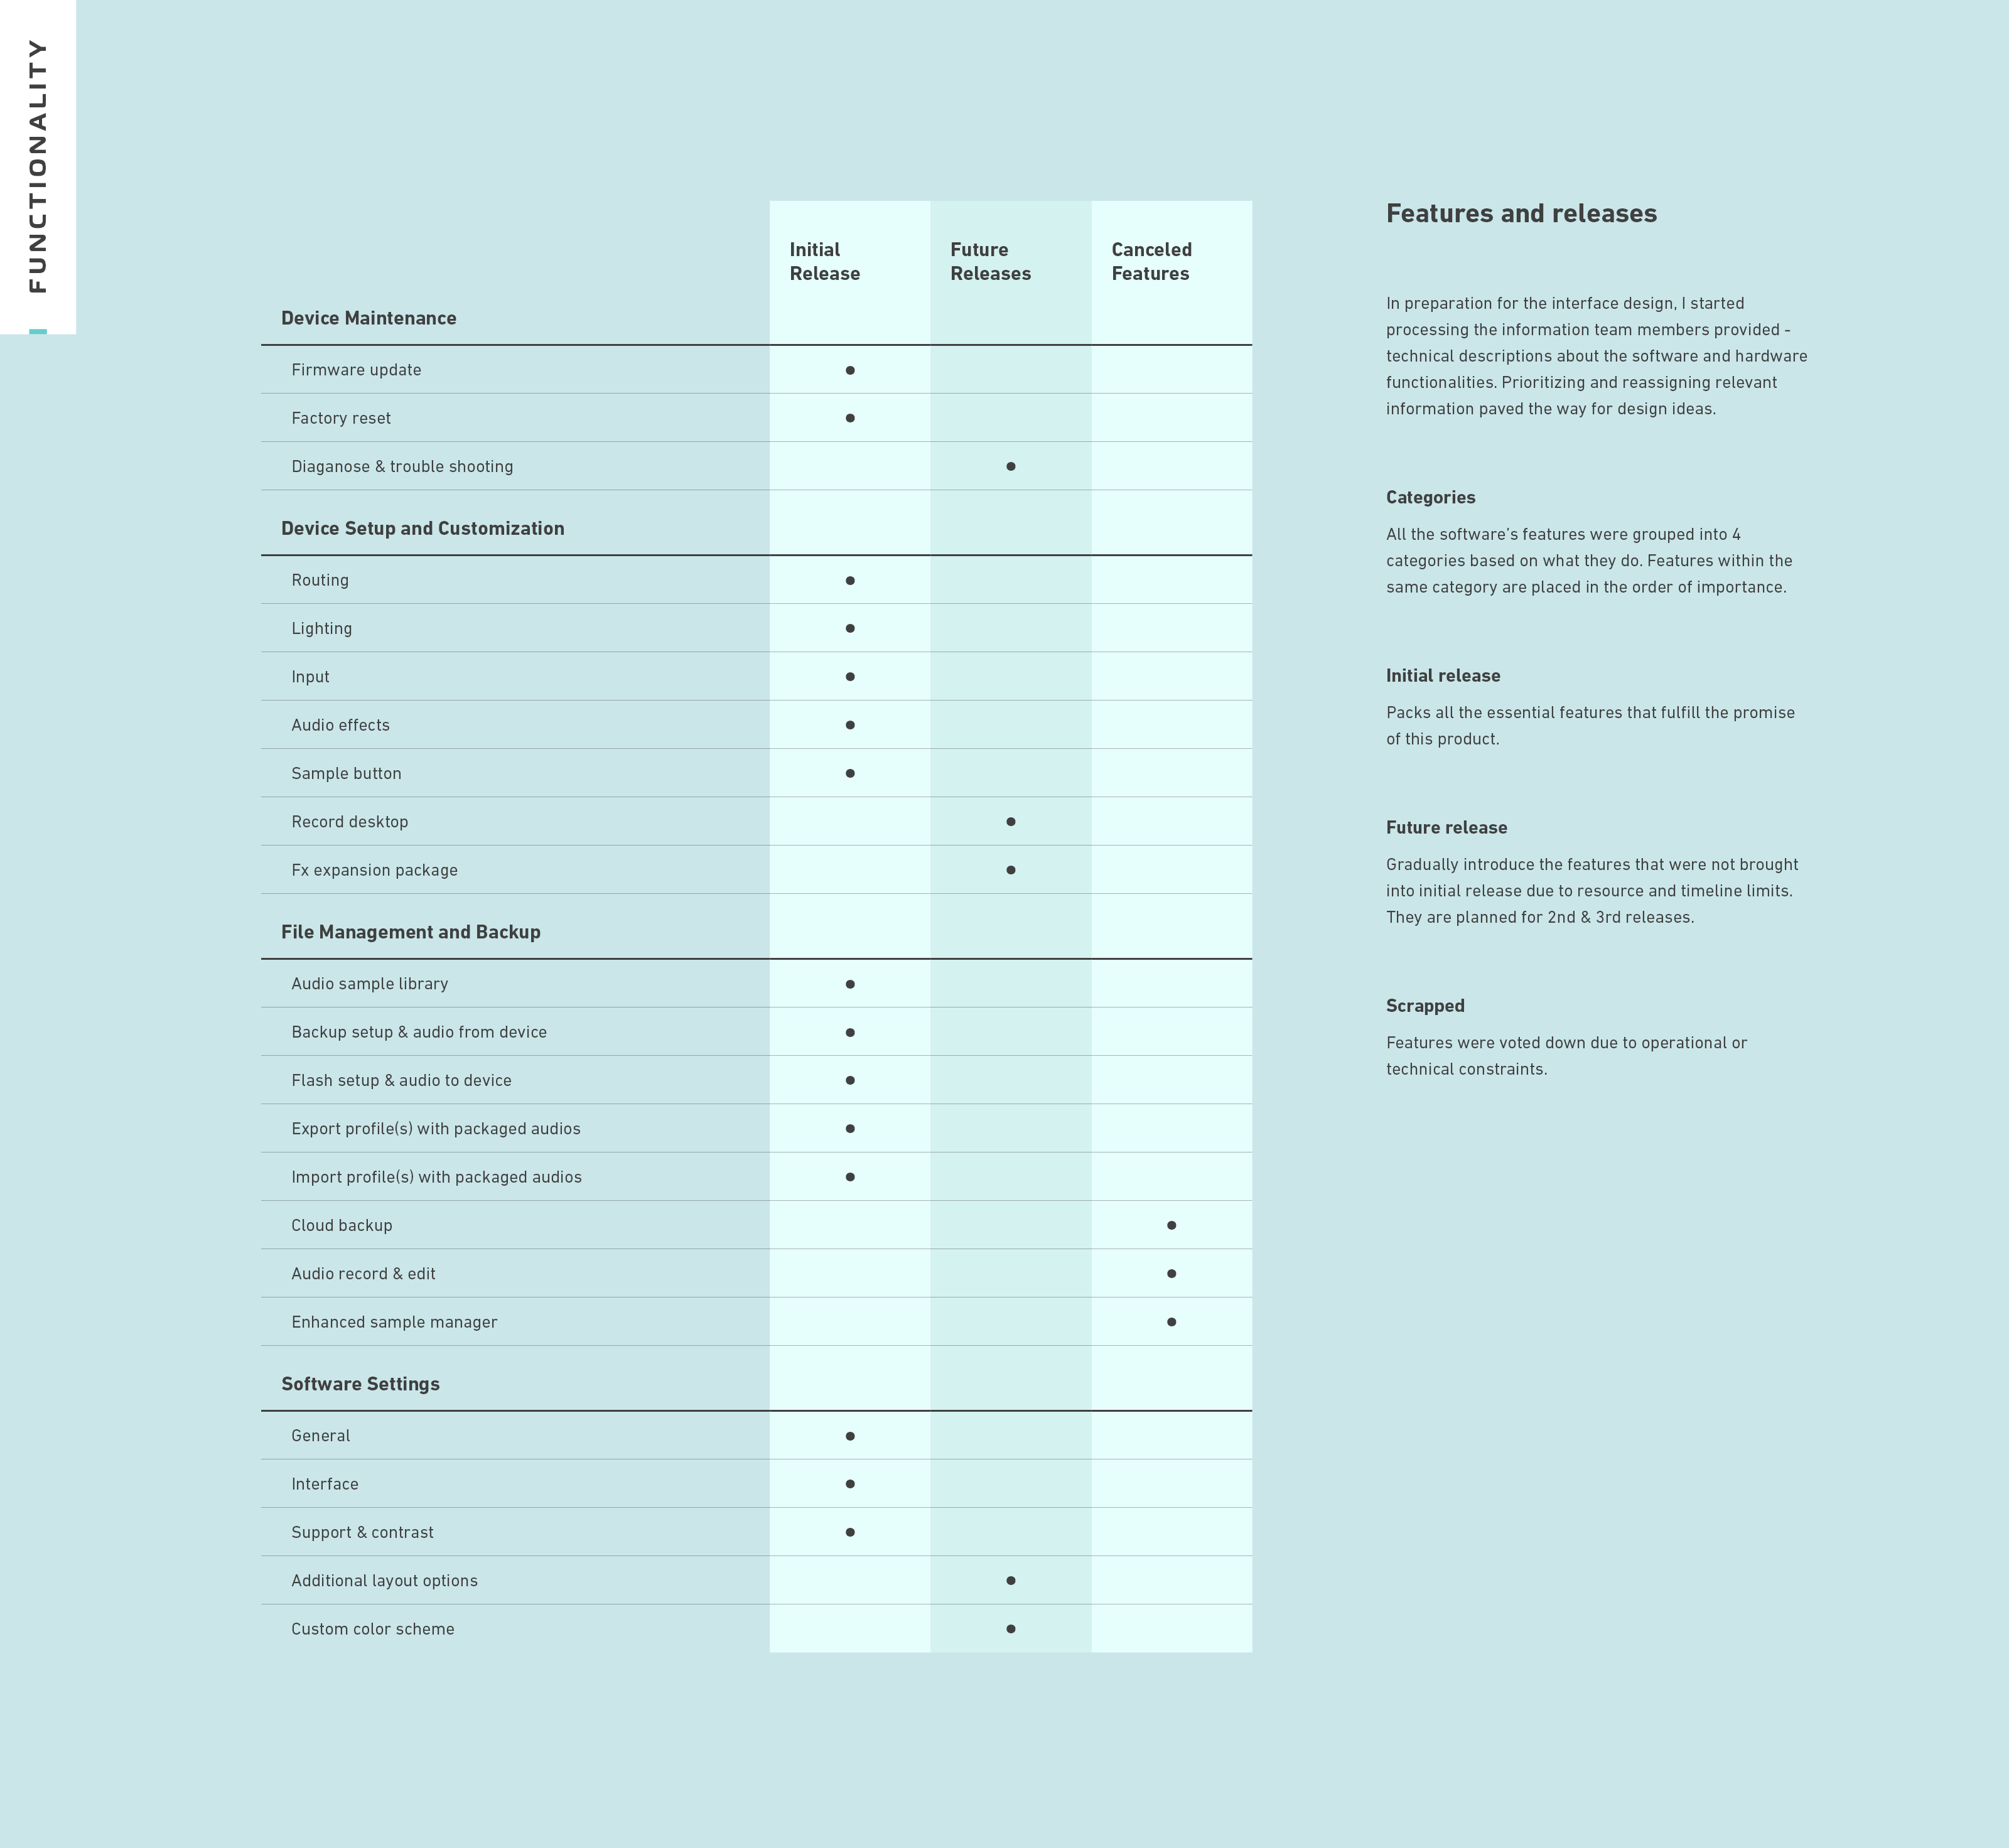 FUNCTIONALITY
Initial
Release
Future
Releases
Canceled
Features
Device Maintenance
Firmware update
Factory reset
Diaganose & trouble shooting
Device Setup and Customization
Routing
Lighting
Input
Audio effects
Sample button
Record desktop
Fx expansion package
File Management and Backup
Audio sample library
Backup setup & audio from device
Flash setup & audio to device
Export profile(s) with packaged audios
Import profile(s) with packaged audios
Cloud backup
Audio record & edit
Enhanced sample manager
Software Settings
General
Interface
Support & contrast
Additional layout options
Custom color scheme
Features and releases
In preparation for the interface design, I started
processing the information team members provided -
technical descriptions about the software and hardware
functionalities. Prioritizing and reassigning relevant
information paved the way for design ideas.
Categories
All the software’s features were grouped into 4
categories based on what they do. Features within the
same category are placed in the order of importance.
Initial release
Packs all the essential features that fulfill the promise
of this product.
Future release
Gradually introduce the features that were not brought
into initial release due to resource and timeline limits.
They are planned for 2nd & 3rd releases.
Scrapped
Features were voted down due to operational or
technical constraints.